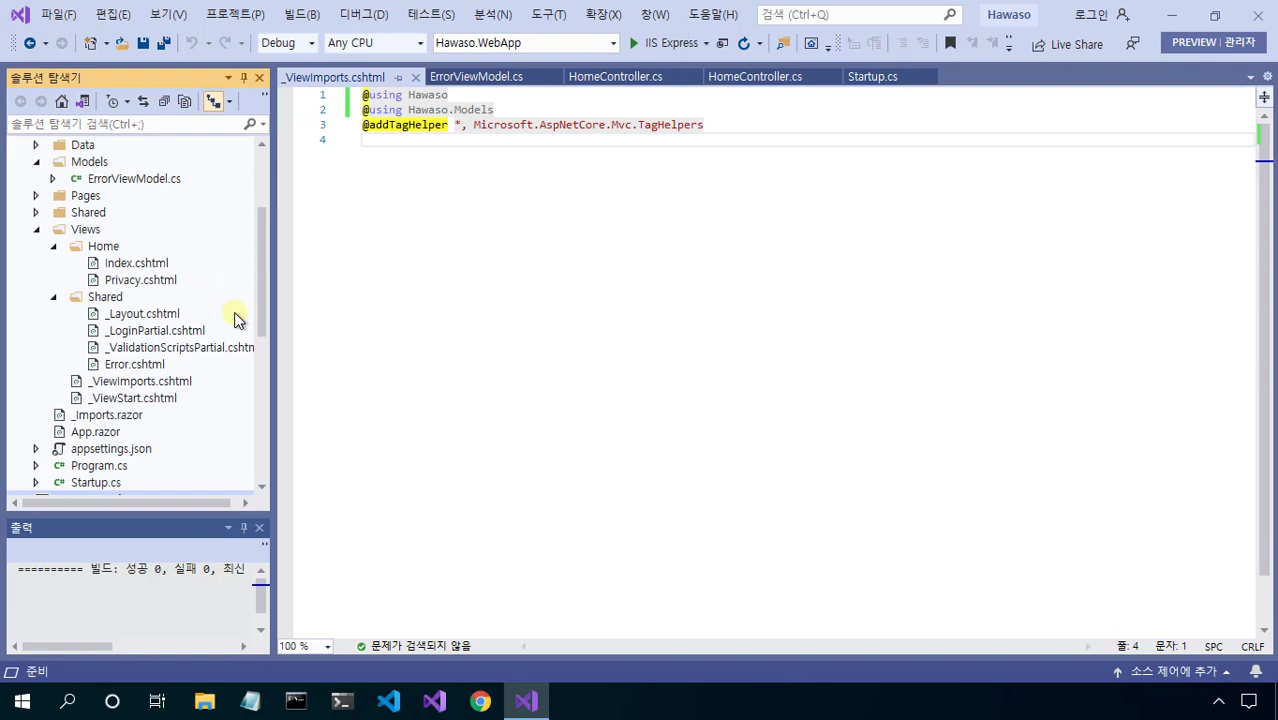 파일(F) 편집(E) 보기(V) 프로젝트(P) 빌드(B) 디버그(D) 테스트(S) 분석(N) 도구(T) 확장(X) 창(W) 도움말(H) 검색 (Ctrl+Q) Hawaso 로그인
Debug Any CPU Hawaso.WebApp IIS Express Live Share PREVIEW | 관리자
솔루션 탐색기
_ViewImports.cshtml ErrorViewModel.cs HomeController.cs HomeController.cs Startup.cs
솔루션 탐색기 검색(Ctrl+;)
Data
Models
ErrorViewModel.cs
Pages
Shared
Views
Home
Index.cshtml
Privacy.cshtml
Shared
_Layout.cshtml
_LoginPartial.cshtml
_ValidationScriptsPartial.cshtn
Error.cshtml
_ViewImports.cshtml
_ViewStart.cshtml
_Imports.razor
App.razor
appsettings.json
C# Program.cs
C# Startup.cs
1 @using Hawaso
2 @using Hawaso.Models
3 @addTagHelper *, Microsoft.AspNetCore.Mvc.TagHelpers
4
출력
========== 빌드: 성공 0, 실패 0, 최신
100 % 문제가 검색되지 않음 줄: 4 문자: 1 SPC CRLF
준비 소스 제어에 추가